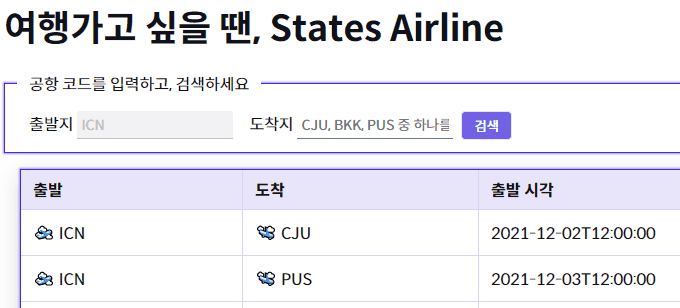 여행가고 싶을 땐, States Airline
공항 코드를 입력하고, 검색하세요
출발지 ICN 도착지 CJU, BKK, PUS 중 하나를 검색
출발 도착 출발 시각
ICN CJU 2021-12-02T12:00:00
ICN PUS 2021-12-03T12:00:00